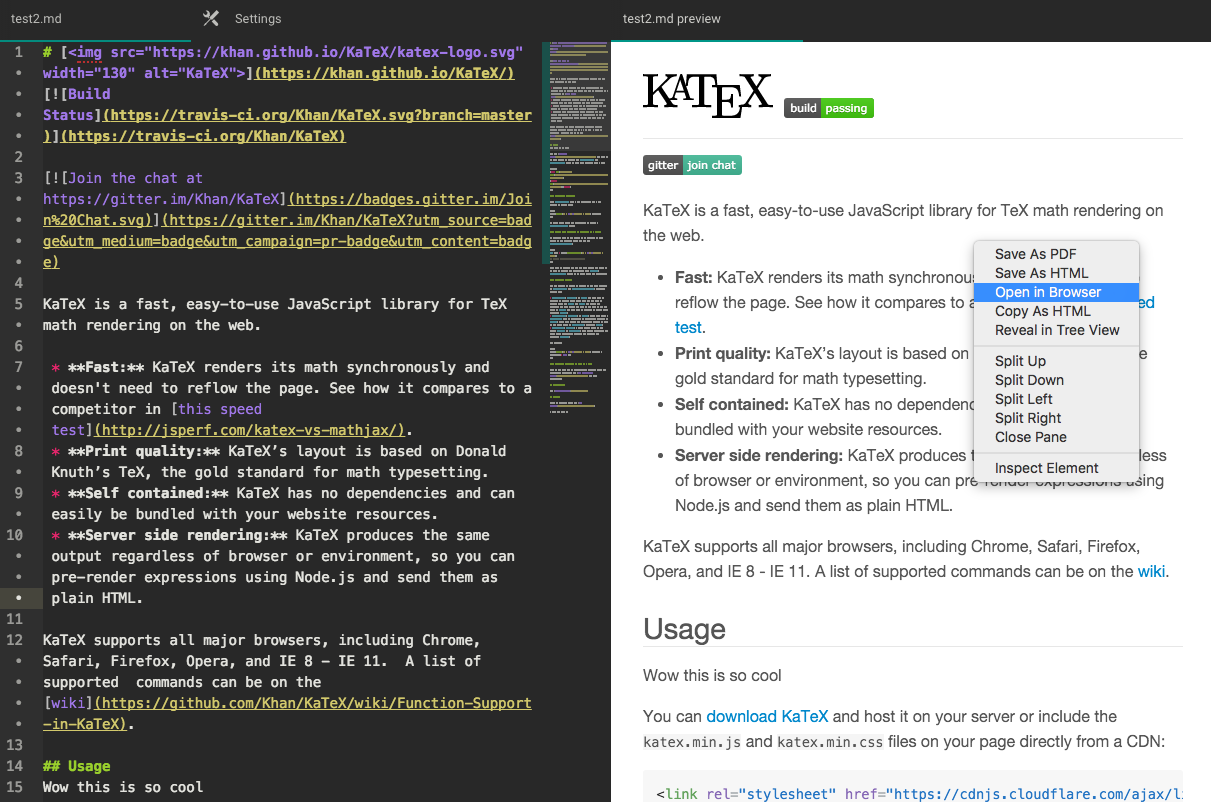 test2.md
Settings
test2.md preview
1 # [<img src="https://khan.github.io/KaTeX/katex-logo.svg"
width="130" alt="KaTeX">](https://khan.github.io/KaTeX/)
[![Build
Status](https://travis-ci.org/Khan/KaTeX.svg?branch=master
)](https://travis-ci.org/Khan/KaTeX)
2
3 [![Join the chat at
https://gitter.im/Khan/KaTeX](https://badges.gitter.im/Joi
n%20Chat.svg)](https://gitter.im/Khan/KaTeX?utm_source=bad
ge&utm_medium=badge&utm_campaign=pr-badge&utm_content=badg
e)
4
5 KaTeX is a fast, easy-to-use JavaScript library for TeX
math rendering on the web.
6
7 * **Fast:** KaTeX renders its math synchronously and
doesn't need to reflow the page. See how it compares to a
competitor in [this speed
test](http://jsperf.com/katex-vs-mathjax/).
8 * **Print quality:** KaTeX’s layout is based on Donald
Knuth’s TeX, the gold standard for math typesetting.
9 * **Self contained:** KaTeX has no dependencies and can
easily be bundled with your website resources.
10 * **Server side rendering:** KaTeX produces the same
output regardless of browser or environment, so you can
pre-render expressions using Node.js and send them as
plain HTML.
11
12 KaTeX supports all major browsers, including Chrome,
Safari, Firefox, Opera, and IE 8 - IE 11.  A list of
supported  commands can be on the
[wiki](https://github.com/Khan/KaTeX/wiki/Function-Support
-in-KaTeX).
13
14 ## Usage
15 Wow this is so cool
KATEX
build passing
gitter join chat
KaTeX is a fast, easy-to-use JavaScript library for TeX math rendering on
the web.
• Fast: KaTeX renders its math synchronous
reflow the page. See how it compares to a ed
test.
• Print quality: KaTeX’s layout is based on e
gold standard for math typesetting.
• Self contained: KaTeX has no dependenc
bundled with your website resources.
• Server side rendering: KaTeX produces t less
of browser or environment, so you can pre-render expressions using
Node.js and send them as plain HTML.
Save As PDF
Save As HTML
Open in Browser
Copy As HTML
Reveal in Tree View
Split Up
Split Down
Split Left
Split Right
Close Pane
Inspect Element
KaTeX supports all major browsers, including Chrome, Safari, Firefox,
Opera, and IE 8 - IE 11. A list of supported commands can be on the wiki.
Usage
Wow this is so cool
You can download KaTeX and host it on your server or include the
katex.min.js and katex.min.css files on your page directly from a CDN:
<link rel="stylesheet" href="https://cdnjs.cloudflare.com/ajax/li